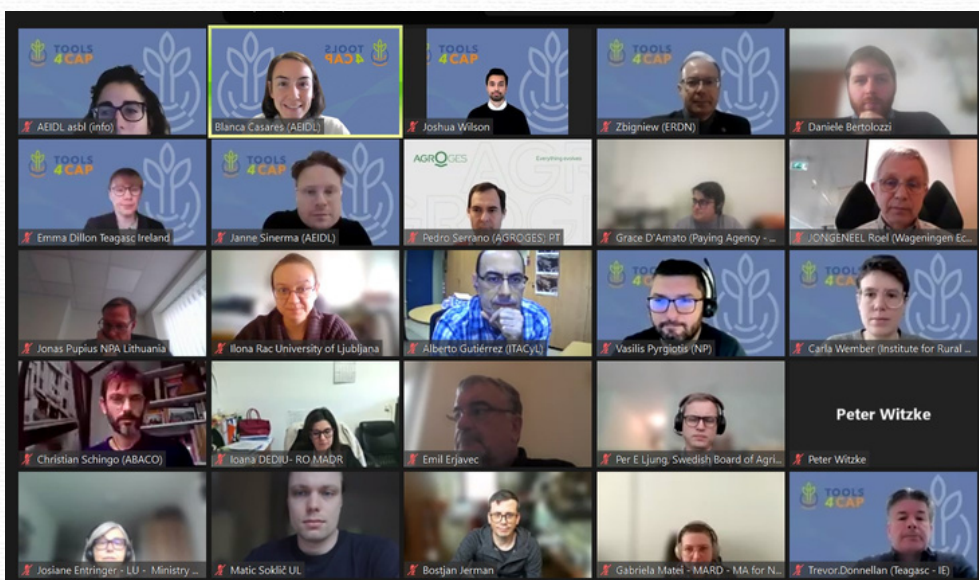 TOOLS
4CAP
AEIDL asbl (info)
TOOLS
4CAP
Blanca Casares (AEIDL)
TOOLS
4CAP
Joshua Wilson
TOOLS
4CAP
Zbigniew (ERDN)
Daniele Bertolozzi
TOOLS
4CAP
Emma Dillon Teagasc Ireland
TOOLS
4CAP
Janne Sinerma (AEIDL)
AGROGES
Pedro Serrano (AGROGES) PT
Grace D'Amato (Paying Agency - ...
JONGENEEL Roel (Wageningen Ec...
Jonas Pupius NPA Lithuania
Ilona Rac University of Ljubljana
Alberto Gutiérrez (ITACyL)
Vasilis Pyrgiotis (NP)
TOOLS
4CAP
Carla Wember (Institute for Rural ...
Christian Schingo (ABACO)
Ioana DEDIU- RO MADR
Emil Erjavec
Per E Ljung, Swedish Board of Agri...
Peter Witzke
Peter Witzke
Josiane Entringer - LU - Ministry ...
Matic Soklič UL
Bostjan Jerman
Gabriela Matei - MARD - MA for N...
TOOLS
4CAP
Trevor.Donnellan (Teagasc - IE)